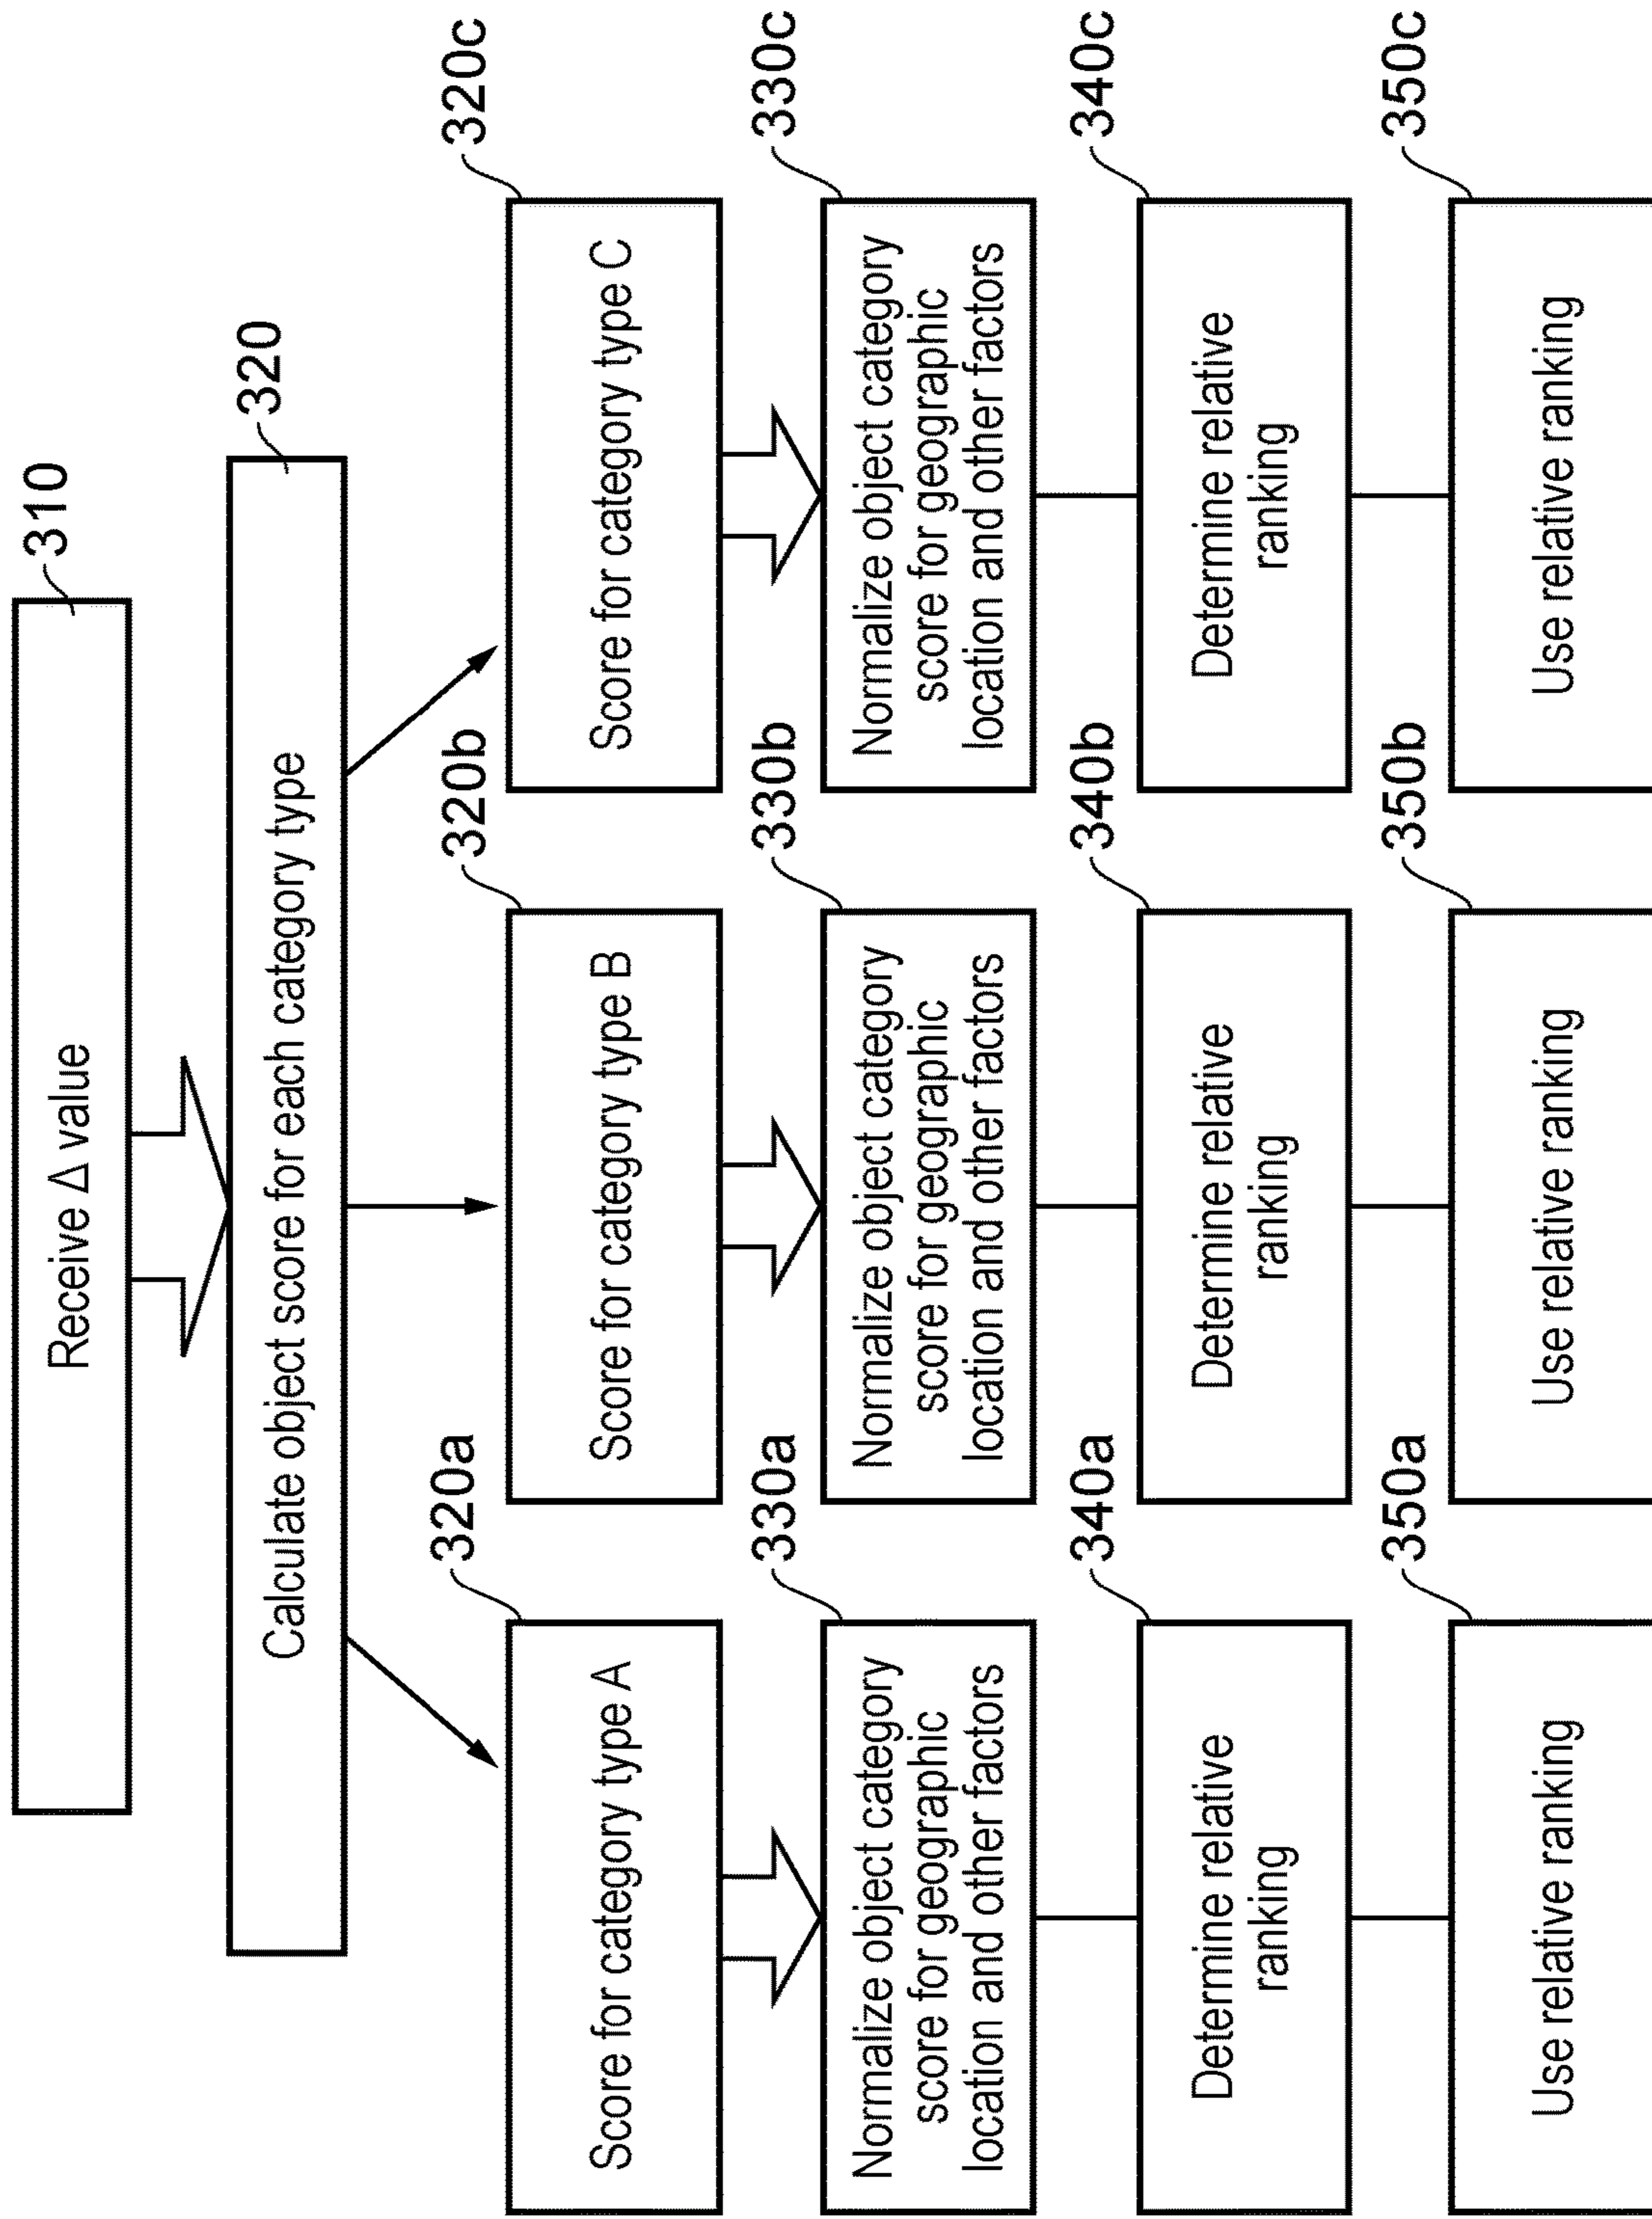 310
Receive Δ value
320
Calculate object score for each category type
320a
320b
320c
Score for category type A
Score for category type B
Score for category type C
330a
330b
330c
Normalize object category
score for geographic
location and other factors
Normalize object category
score for geographic
location and other factors
Normalize object category
score for geographic
location and other factors
340a
340b
340c
Determine relative
ranking
Determine relative
ranking
Determine relative
ranking
350a
350b
350c
Use relative ranking
Use relative ranking
Use relative ranking